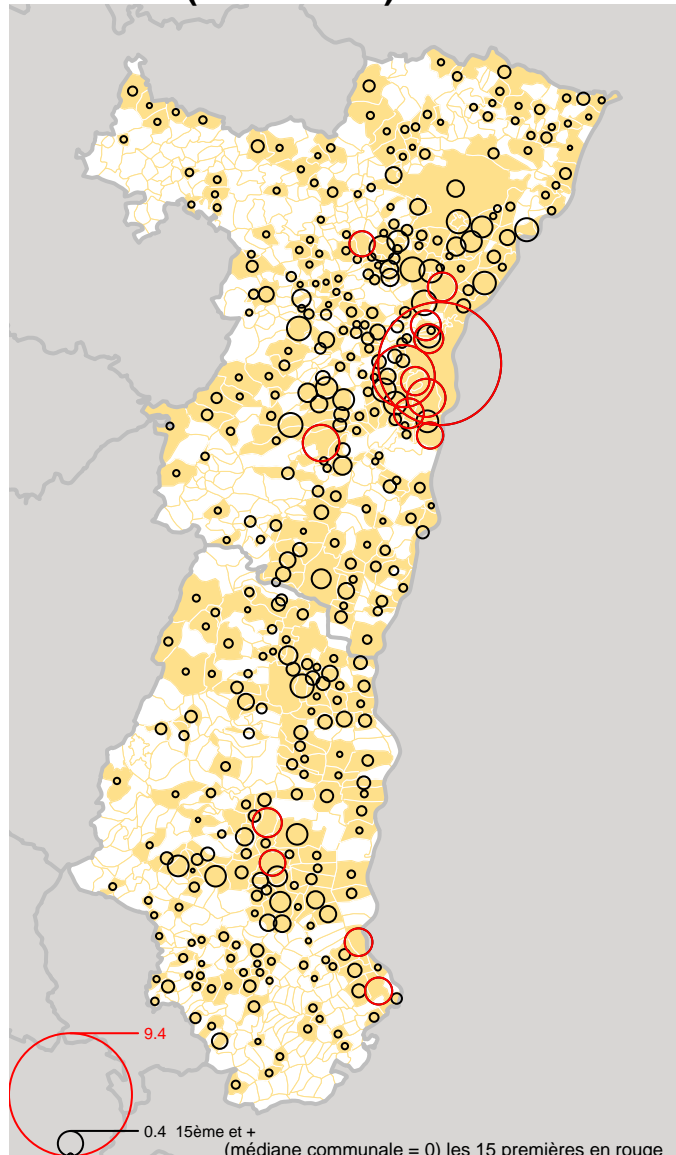 9.4
0.4 15ème et +
(médiane communale = 0) les 15 premières en rouge